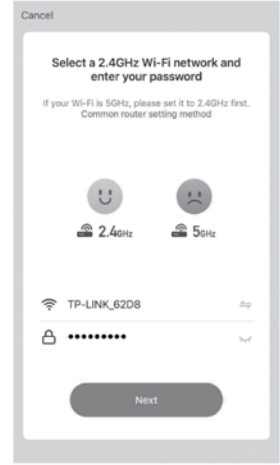 Cancel
Select a 2.4GHz Wi-Fi network and
enter your password
If your Wi-Fi is 5GHz, please set it to 2.4GHz first.
Common router setting method
2.4GHz 5GHz
TP-LINK_62D8
•••••••••
Next